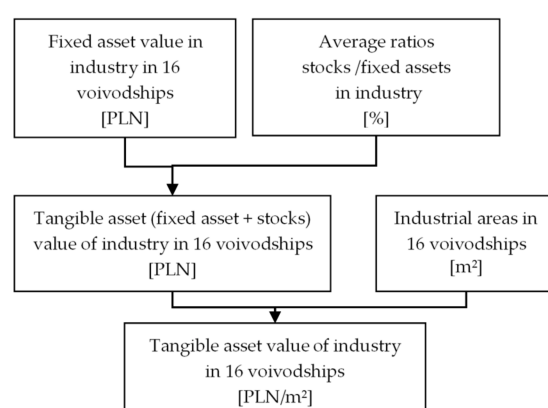 Fixed asset value in
industry in 16
voivodships
[PLN]
Average ratios
stocks /fixed assets
in industry
[%]
Tangible asset (fixed asset + stocks)
value of industry in 16 voivodships
[PLN]
Industrial areas in
16 voivodships
[m²]
Tangible asset value of industry
in 16 voivodships
[PLN/m²]